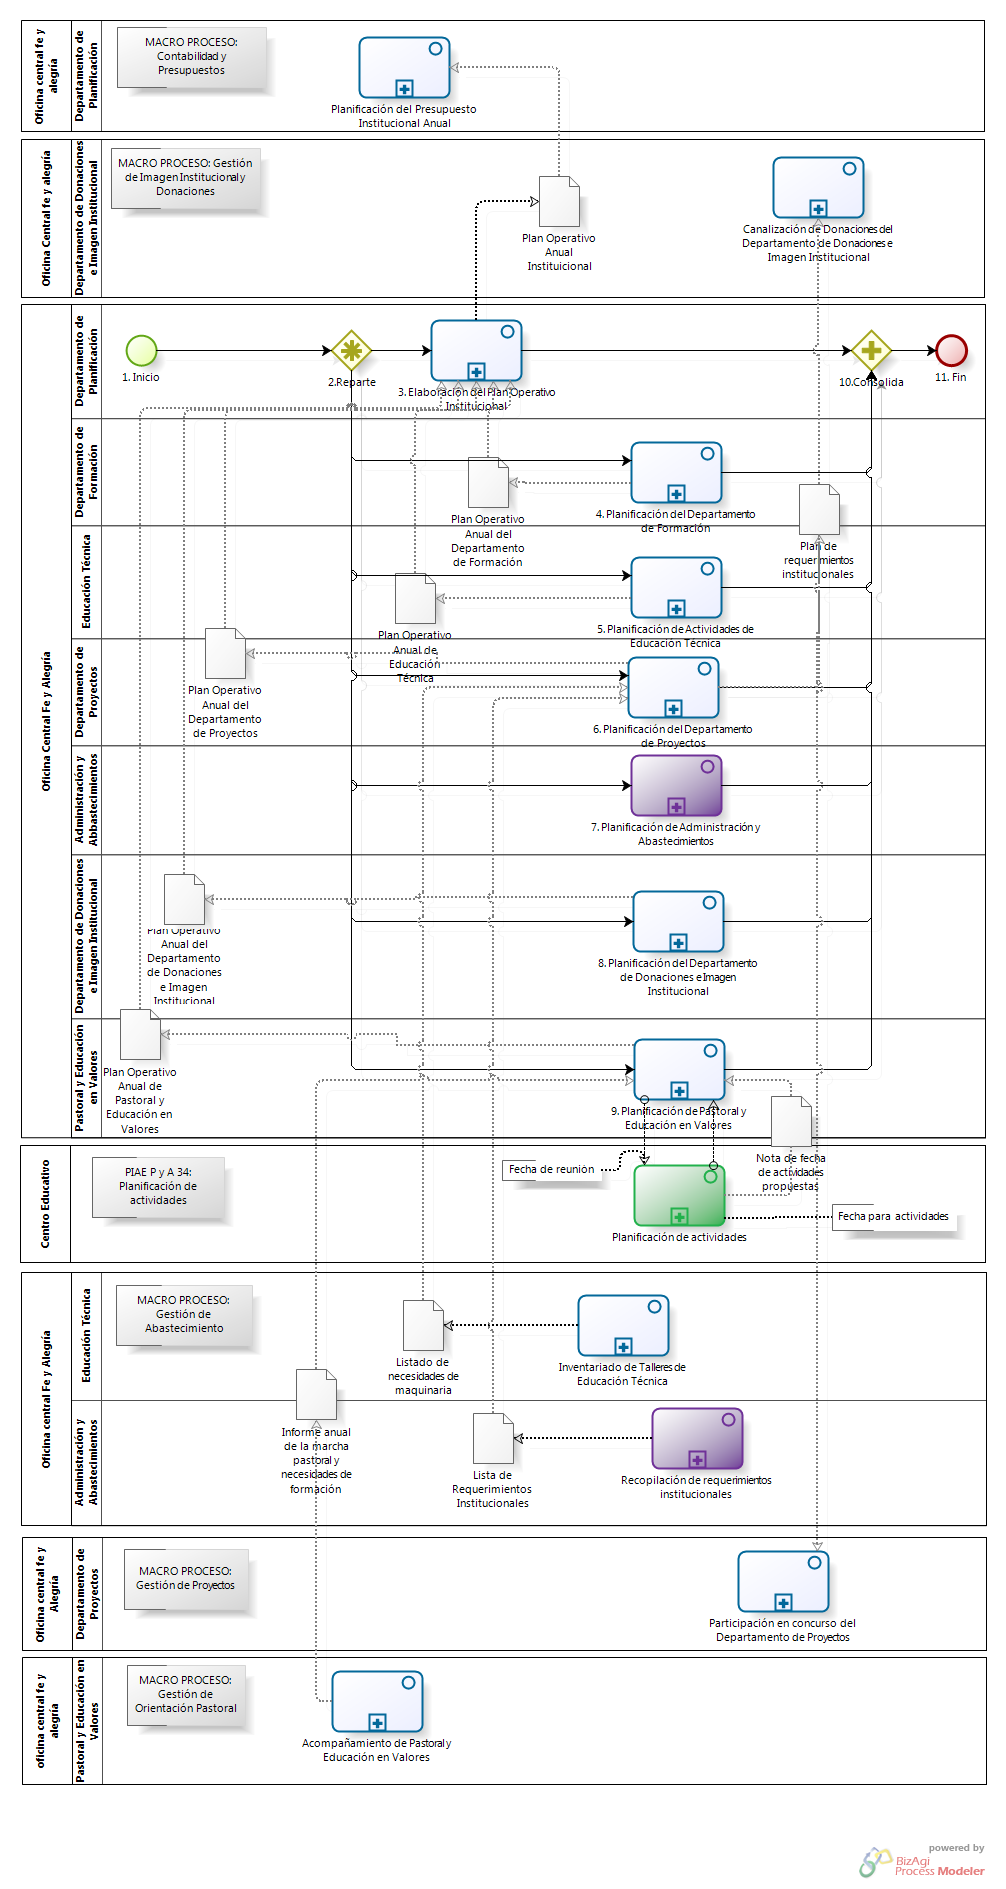 Oficina central fe y
alegría
Departamento de
Planificación
MACRO PROCESO:
Contabilidad y
Presupuestos
Planificación del Presupuesto
Institucional Anual
Oficina Central fe y alegría
Departamento de Donaciones
e Imagen Institucional
MACRO PROCESO: Gestión
de Imagen Institucional y
Donaciones
Plan Operativo
Anual
Instituicional
Canalización de Donaciones del
Departamento de Donaciones e
Imagen Institucional
Oficina Central Fe y Alegría
Departamento de
Planificación
1. Inicio
2.Reparte
3. Elaboración del Plan Operativo
Institucional
10.Consolida
11. Fin
Departamento de
Formación
Plan Operativo
Anual del
Departamento
de Formación
4. Planificación del Departamento
de Formación
Plan de
requerimientos
institucionales
Educación Técnica
Plan Operativo
Anual de
Educación
Técnica
5. Planificación de Actividades de
Educación Técnica
Departamento de
Proyectos
Plan Operativo
Anual del
Departamento
de Proyectos
6. Planificación del Departamento
de Proyectos
Administración y
Abbastecimientos
7. Planificación de Administración y
Abastecimientos
Departamento de Donaciones
e Imagen Institucional
Plan Operativo
Anual del
Departamento
de Donaciones
e Imagen
Institucional
8. Planificación del Departamento
de Donaciones e Imagen
Institucional
Pastoral y Educación
en Valores
Plan Operativo
Anual de
Pastoral y
Educación en
Valores
9. Planificación de Pastoral y
Educación en Valores
Nota de fecha
de actividades
propuestas
Centro Educativo
PIAE P y A 34:
Planificación de
actividades
Fecha de reunión
Planificación de actividades
Fecha para actividades
Oficina central Fe y Alegría
Educación Técnica
MACRO PROCESO:
Gestión de
Abastecimiento
Listado de
necesidades de
maquinaria
Inventariado de Talleres de
Educación Técnica
Administración y
Abastecimientos
Informe anual
de la marcha
pastoral y
necesidades de
formación
Lista de
Requerimientos
Institucionales
Recopilación de requerimientos
institucionales
Oficina central fe y
Alegría
Departamento de
Proyectos
MACRO PROCESO:
Gestión de Proyectos
Participación en concurso del
Departamento de Proyectos
oficina central fe y
alegría
Pastoral y Educación en
Valores
MACRO PROCESO:
Gestión de
Orientación Pastoral
Acompañamiento de Pastoral y
Educación en Valores
powered by
BizAgi
Process Modeler